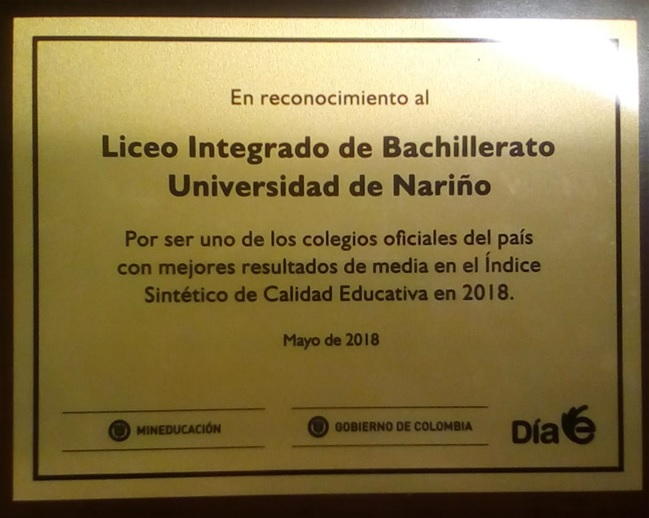 En reconocimiento al
Liceo Integrado de Bachillerato
Universidad de Nariño
Por ser uno de los colegios oficiales del país
con mejores resultados de media en el Índice
Sintético de Calidad Educativa en 2018.
Mayo de 2018
MINEDUCACIÓN
GOBIERNO DE COLOMBIA
Día e